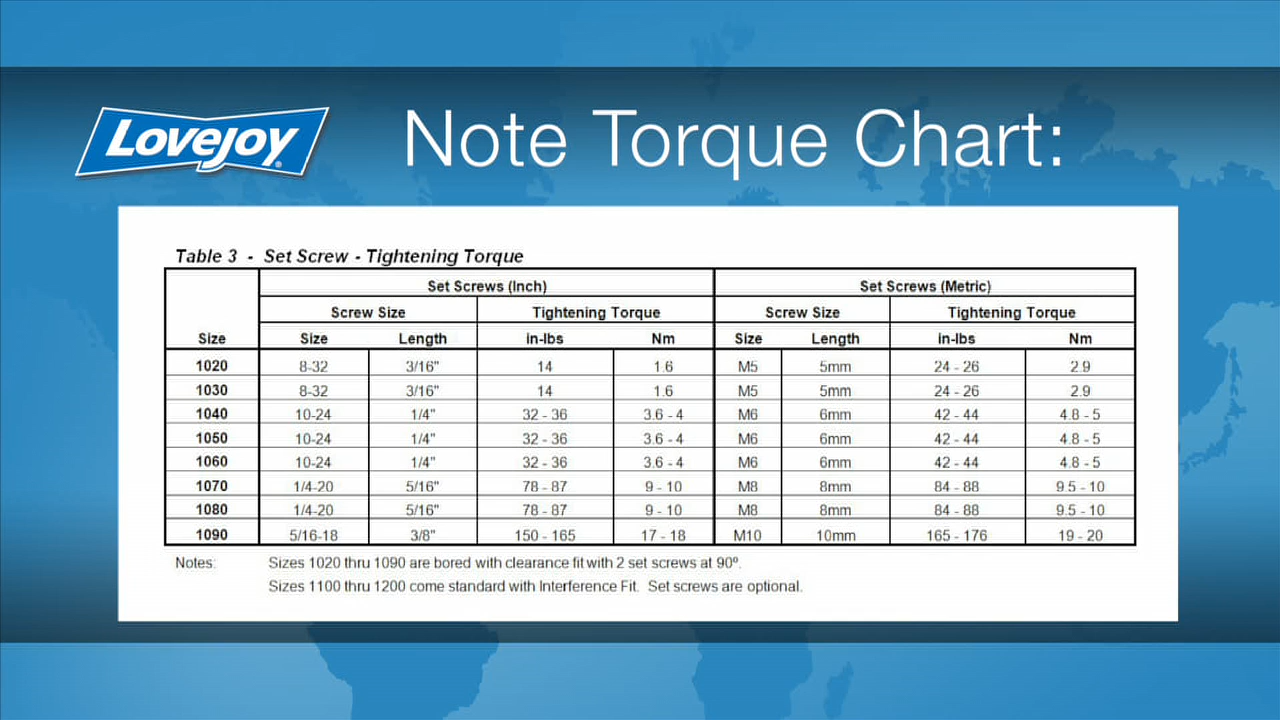 Lovejoy®
Note Torque Chart:
Table 3 - Set Screw - Tightening Torque
Set Screws (Inch) Set Screws (Metric)
Screw Size Tightening Torque Screw Size Tightening Torque
Size Size Length in-lbs Nm Size Length in-lbs Nm
1020 8-32 3/16" 14 1.6 M5 5mm 24 - 26 2.9
1030 8-32 3/16" 14 1.6 M5 5mm 24 - 26 2.9
1040 10-24 1/4" 32 - 36 3.6 - 4 M6 6mm 42 - 44 4.8 - 5
1050 10-24 1/4" 32 - 36 3.6 - 4 M6 6mm 42 - 44 4.8 - 5
1060 10-24 1/4" 32 - 36 3.6 - 4 M6 6mm 42 - 44 4.8 - 5
1070 1/4-20 5/16" 78 - 87 9 - 10 M8 8mm 84 - 88 9.5 - 10
1080 1/4-20 5/16" 78 - 87 9 - 10 M8 8mm 84 - 88 9.5 - 10
1090 5/16-18 3/8" 150 - 165 17 - 18 M10 10mm 165 - 176 19 - 20
Notes: Sizes 1020 thru 1090 are bored with clearance fit with 2 set screws at 90º.
Sizes 1100 thru 1200 come standard with Interference Fit. Set screws are optional.